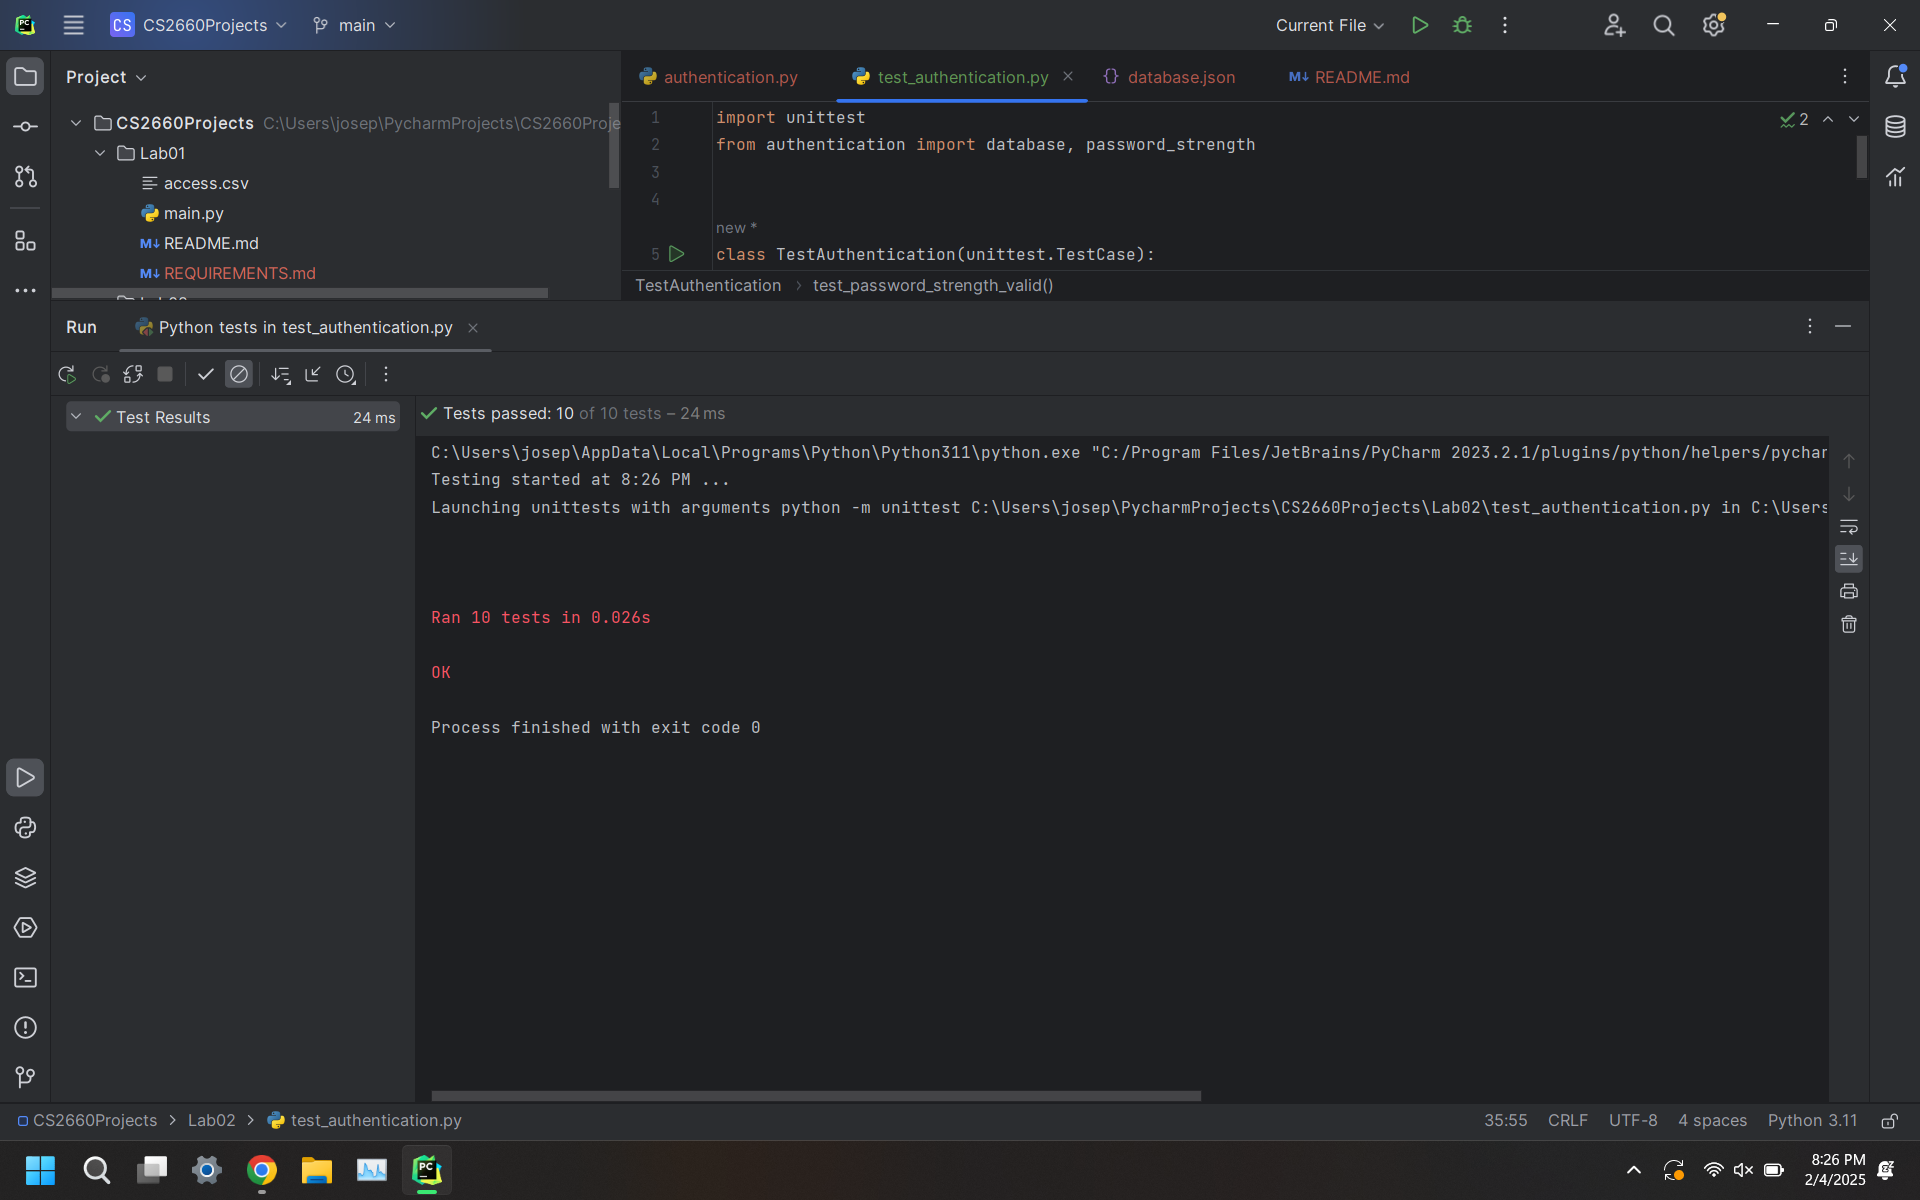 CS CS2660Projects main Current File
Project
authentication.py test_authentication.py database.json README.md
CS2660Projects C:\Users\josep\PycharmProjects\CS2660Proje
Lab01
access.csv
main.py
README.md
REQUIREMENTS.md
1 import unittest 2
2 from authentication import database, password_strength
3
4
new *
5 class TestAuthentication(unittest.TestCase):
TestAuthentication test_password_strength_valid()
Run Python tests in test_authentication.py
Test Results 24 ms
Tests passed: 10 of 10 tests – 24 ms
C:\Users\josep\AppData\Local\Programs\Python\Python311\python.exe "C:/Program Files/JetBrains/PyCharm 2023.2.1/plugins/python/helpers/pychar
Testing started at 8:26 PM ...
Launching unittests with arguments python -m unittest C:\Users\josep\PycharmProjects\CS2660Projects\Lab02\test_authentication.py in C:\Users
Ran 10 tests in 0.026s
OK
Process finished with exit code 0
CS2660Projects > Lab02 > test_authentication.py 35:55 CRLF UTF-8 4 spaces Python 3.11
PC
8:26 PM
2/4/2025